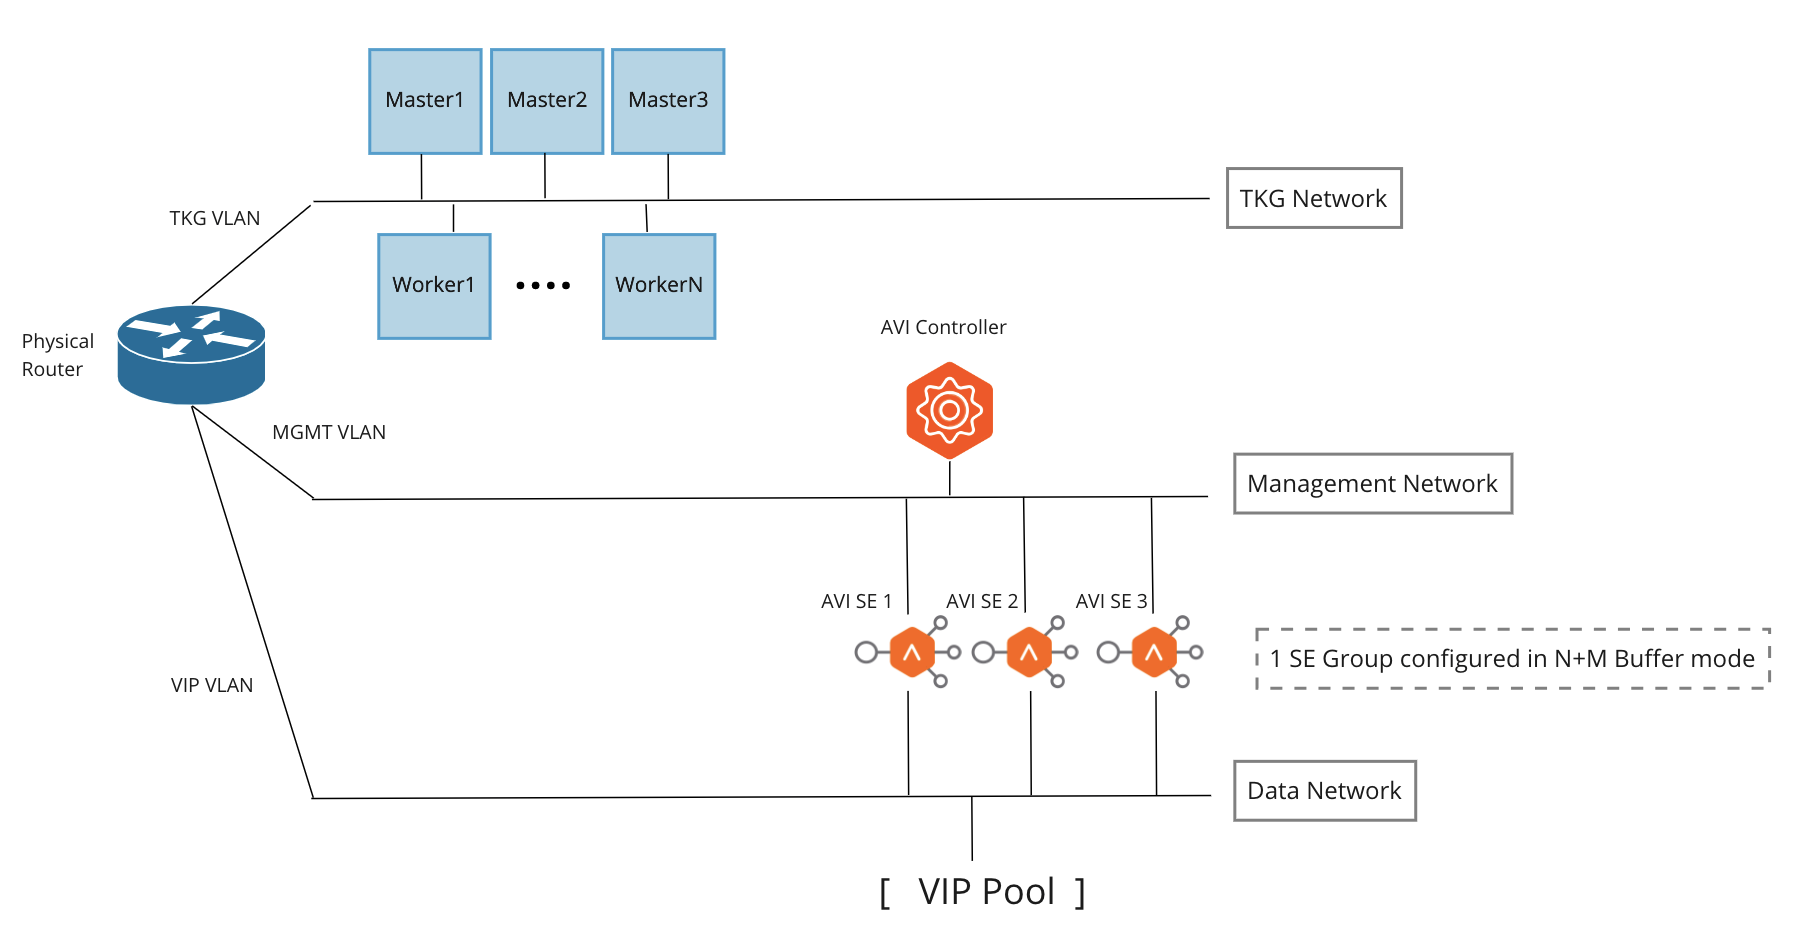 Master1
Master2
Master3
TKG Network
TKG VLAN
Worker1
WorkerN
AVI Controller
Physical
Router
MGMT VLAN
Management Network
AVI SE 1
AVI SE 2
AVI SE 3
1 SE Group configured in N+M Buffer mode
VIP VLAN
Data Network
[ VIP Pool ]